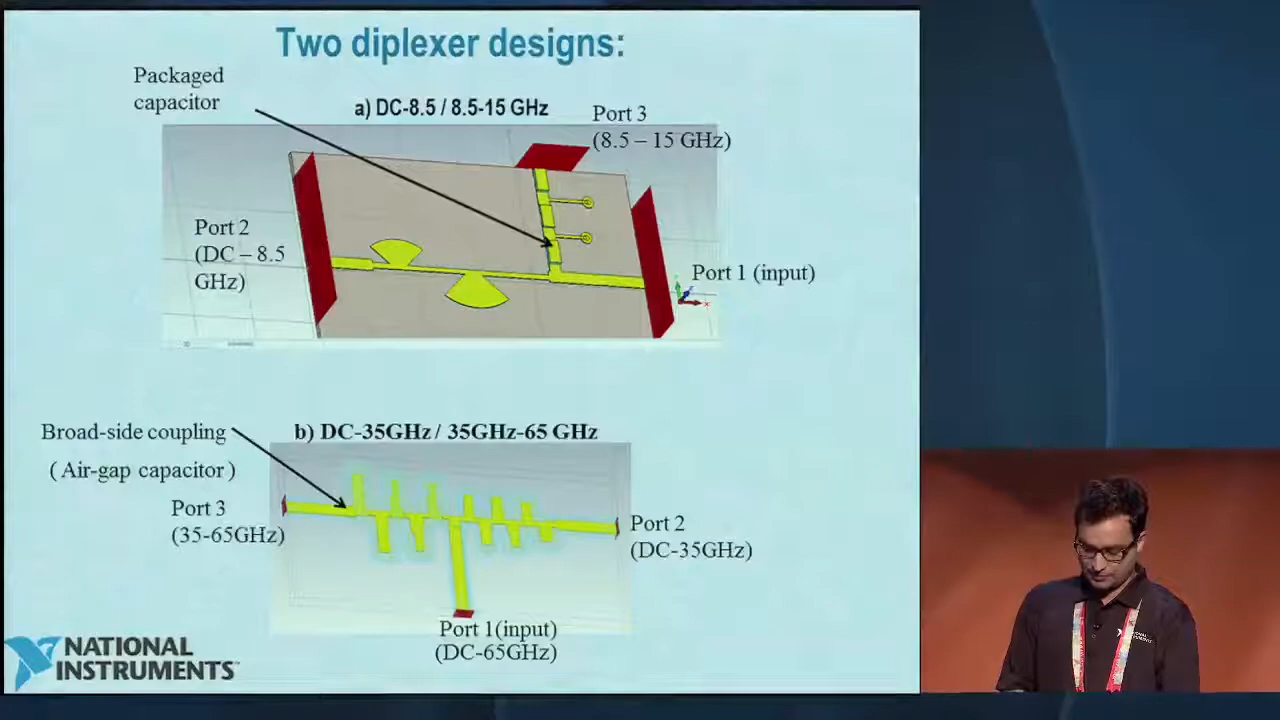 Two diplexer designs:
Packaged
capacitor
a) DC-8.5 / 8.5-15 GHz
Port 3
(8.5 – 15 GHz)
Port 2
(DC – 8.5
GHz)
Port 1 (input)
Broad-side coupling
( Air-gap capacitor )
b) DC-35GHz / 35GHz-65 GHz
Port 3
(35-65GHz)
Port 2
(DC-35GHz)
Port 1(input)
(DC-65GHz)
NATIONAL
INSTRUMENTS